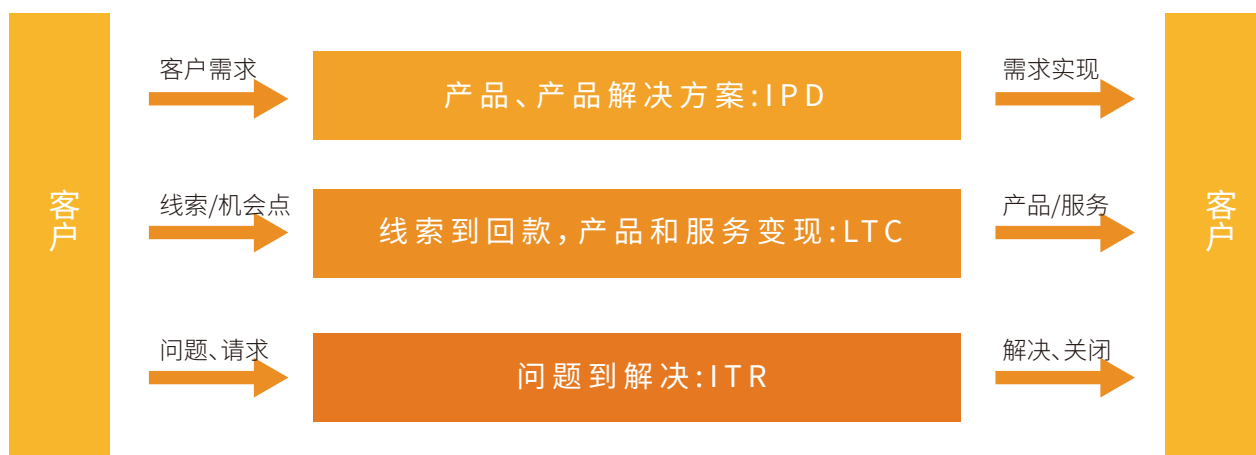 客户
客户需求
产品、产品解决方案:IPD
需求实现
线索/机会点
线索到回款,产品和服务变现:LTC
产品/服务
问题、请求
问题到解决:ITR
解决、关闭
客户